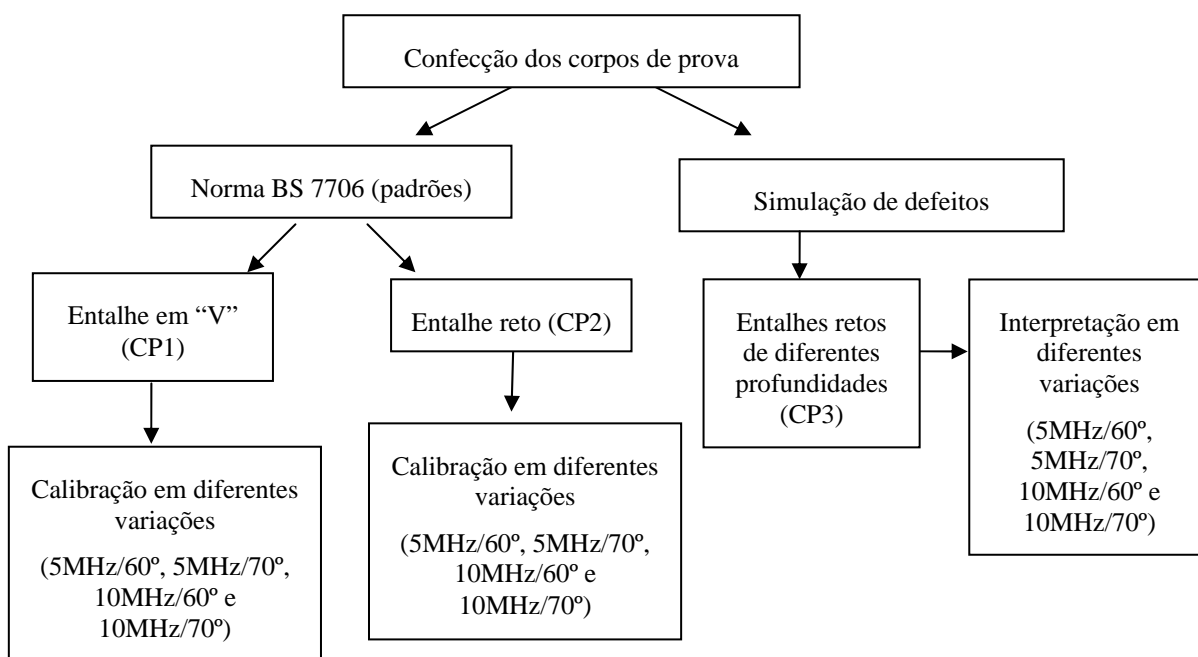 Confecção dos corpos de prova
Norma BS 7706 (padrões)
Simulação de defeitos
Entalhe em “V”
(CP1)
Entalhe reto (CP2)
Entalhes retos
de diferentes
profundidades
(CP3)
Interpretação em
diferentes
variações
(5MHz/60º,
5MHz/70º,
10MHz/60º e
10MHz/70º)
Calibração em diferentes
variações
(5MHz/60º, 5MHz/70º,
10MHz/60º e
10MHz/70º)
Calibração em diferentes
variações
(5MHz/60º, 5MHz/70º,
10MHz/60º e
10MHz/70º)